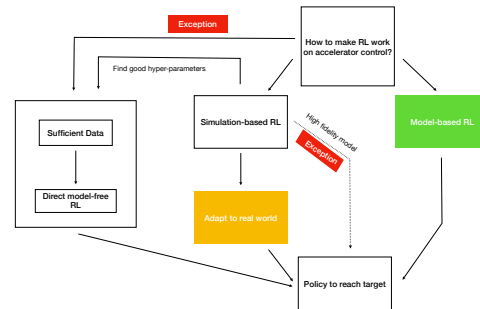 Exception
How to make RL work
on accelerator control?
Find good hyper-parameters
Sufficient Data
Direct model-free
RL
Simulation-based RL
High fidelity model
Exception
Model-based RL
Adapt to real world
Policy to reach target